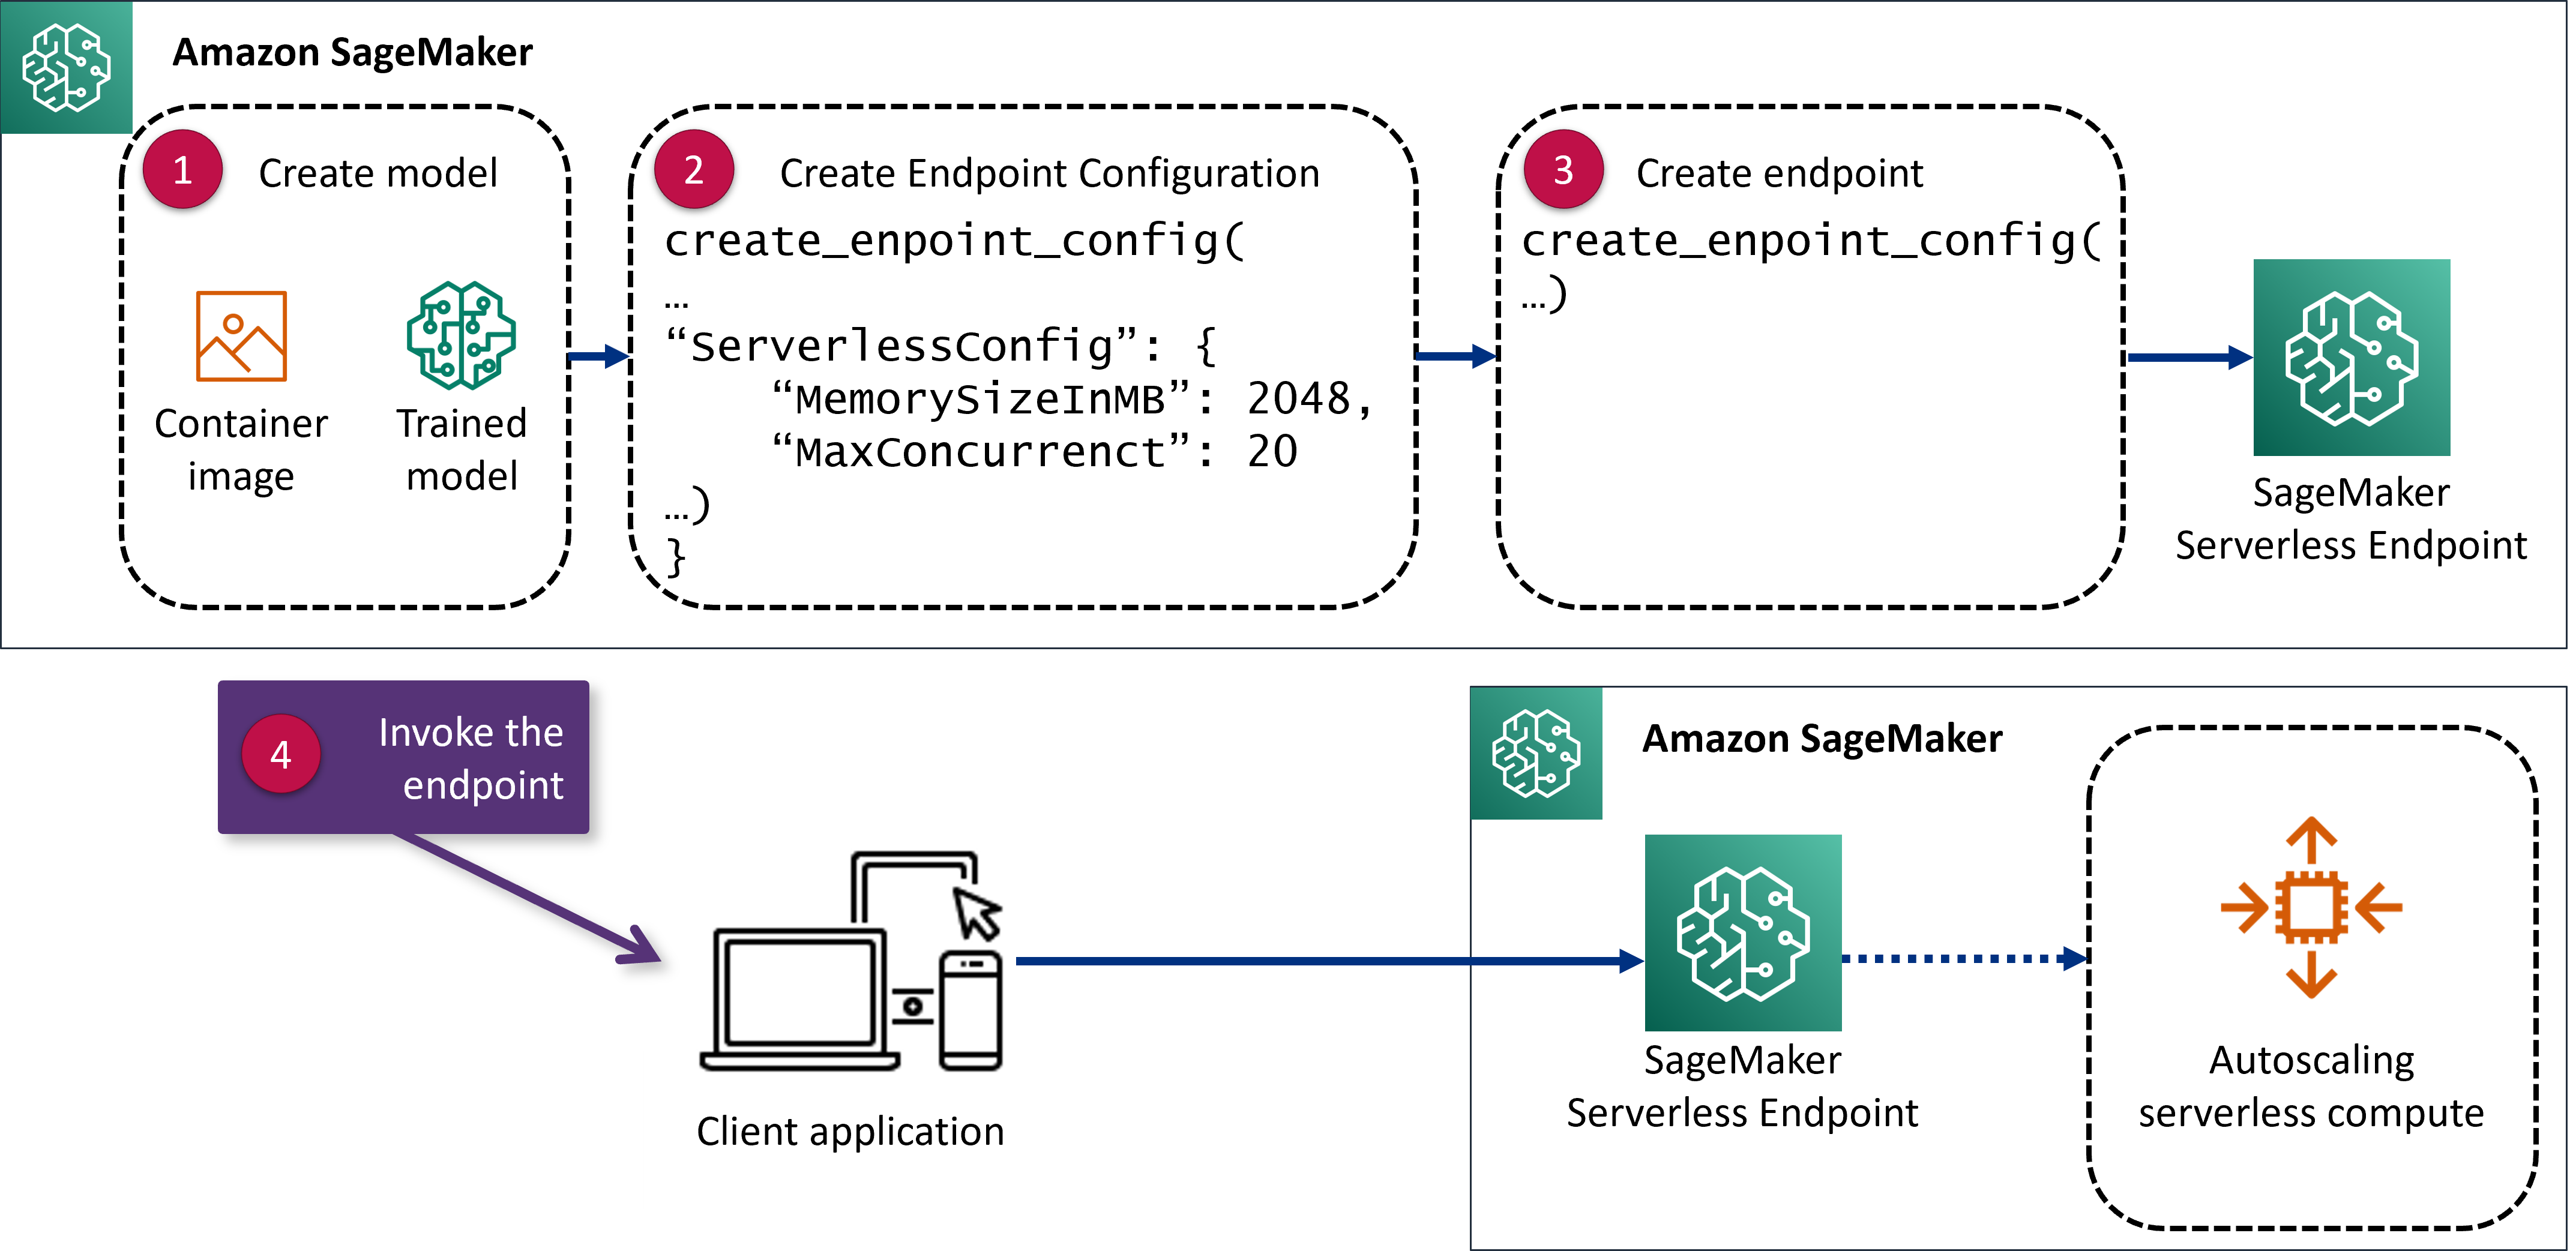 Amazon SageMaker
1 Create model
Container
image
Trained
model
2 Create Endpoint Configuration
create_enpoint_config(
…
“ServerlessConfig”: {
“MemorySizeInMB”: 2048,
“MaxConcurrenct”: 20
…)
}
3 Create endpoint
create_enpoint_config(
…)
SageMaker
Serverless Endpoint
4 Invoke the
endpoint
Client application
Amazon SageMaker
SageMaker
Serverless Endpoint
Autoscaling
serverless compute